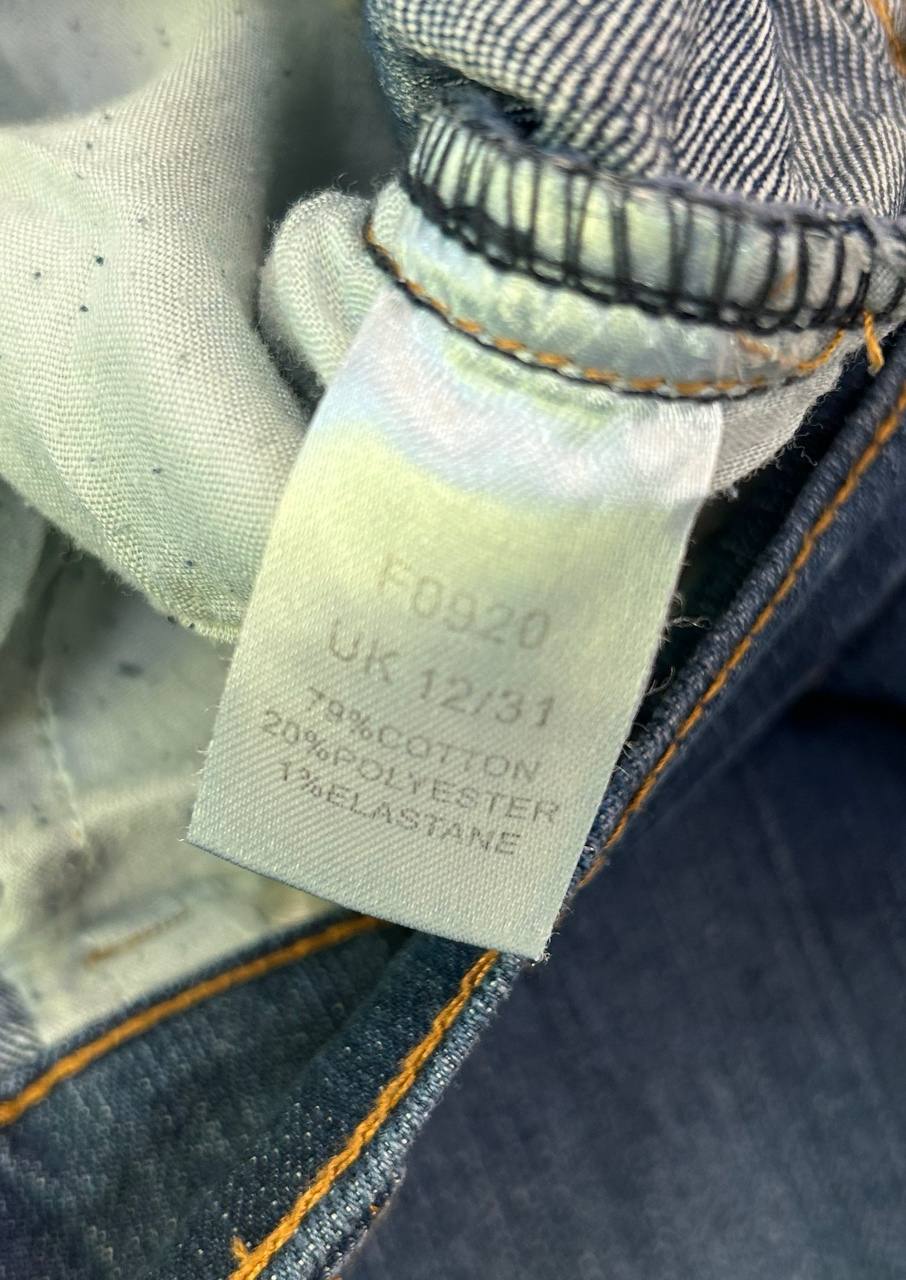 F0920
UK 12/31
79%COTTON
20%POLYESTER
1%ELASTANE